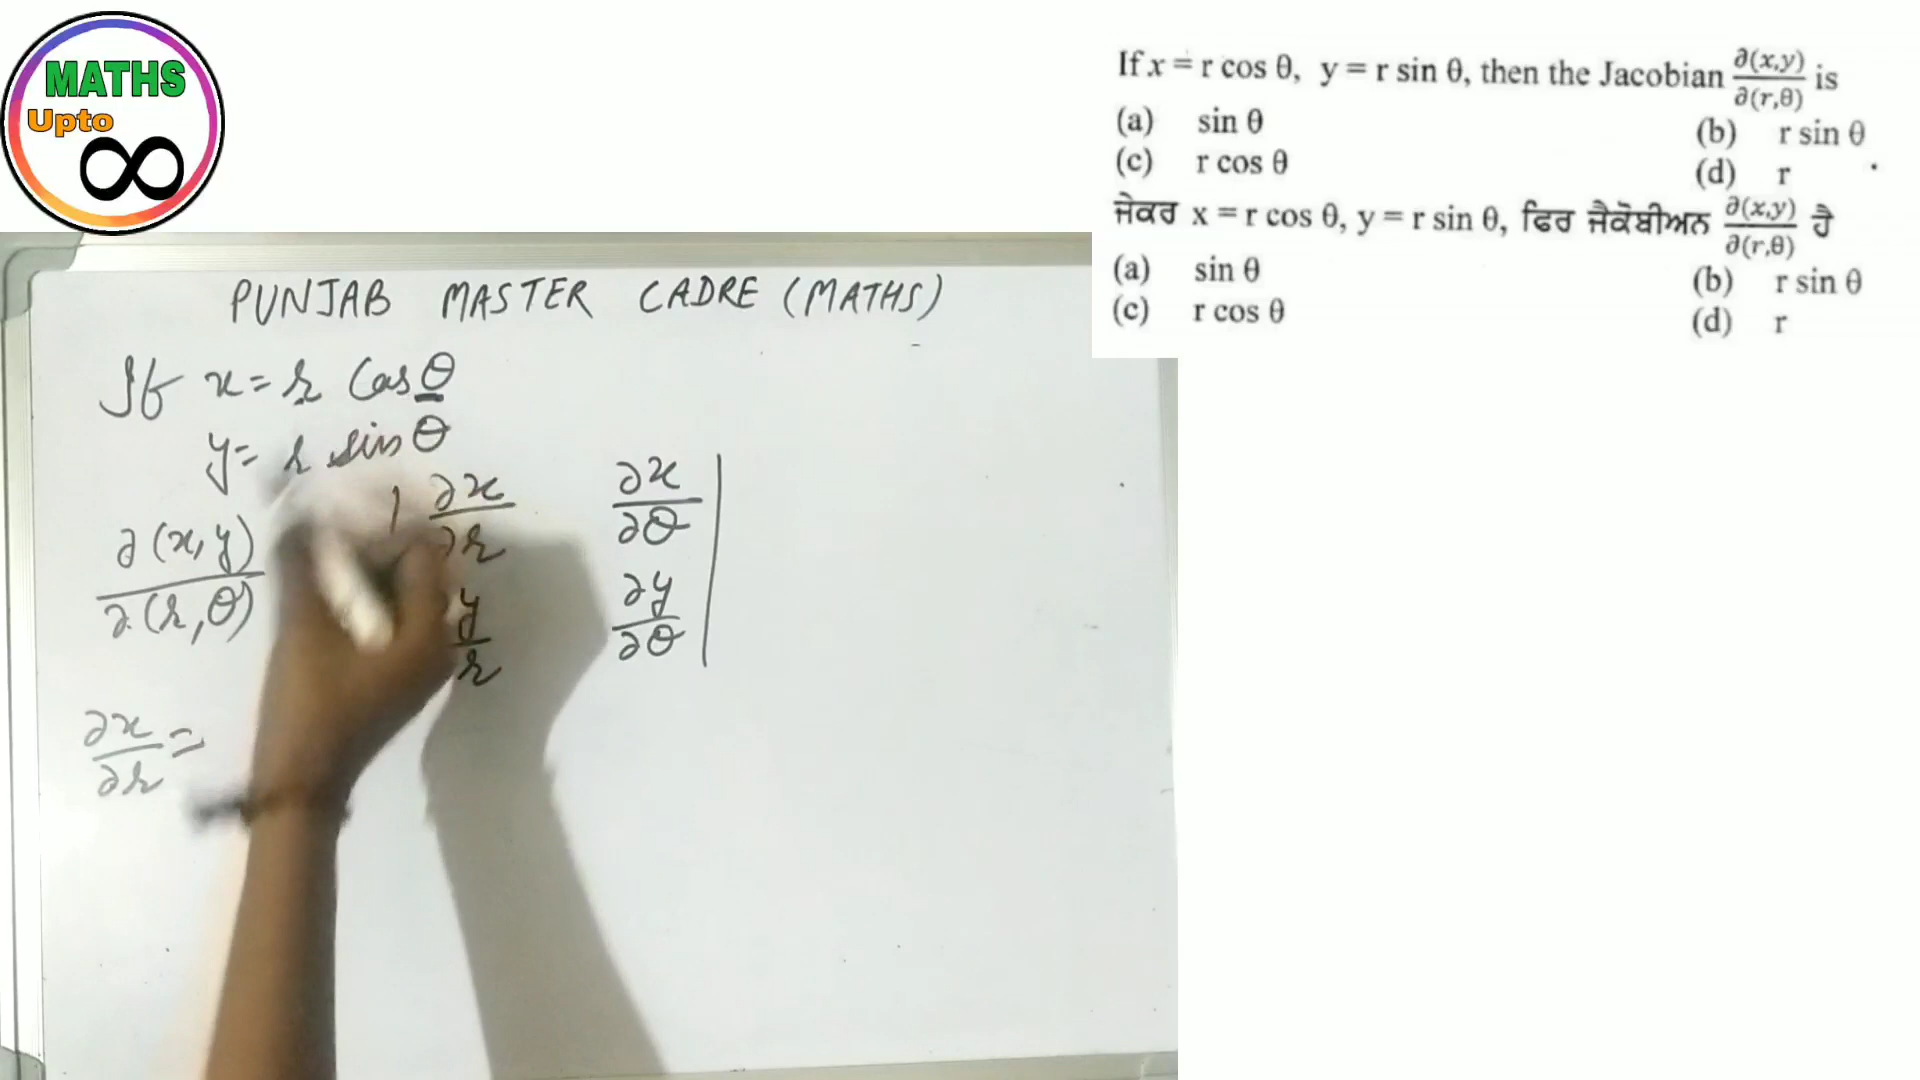 MATHS
Upto
∞
If x = r cos θ, y = r sin θ, then the Jacobian ∂(x,y)/∂(r,θ) is
(a) sin θ (b) r sin θ
(c) r cos θ (d) r
ਜੇਕਰ x = r cos θ, y = r sin θ, ਫਿਰ ਜੈਕੋਬੀਅਨ ∂(x,y)/∂(r,θ) ਹੈ
(a) sin θ (b) r sin θ
(c) r cos θ (d) r
PUNJAB MASTER CADRE (MATHS)
If x = r Cos θ
y = r sin θ
∂(x,y)/∂(r,θ) | ∂x/∂r ∂x/∂θ |
y/r ∂y/∂θ
∂x/∂r =